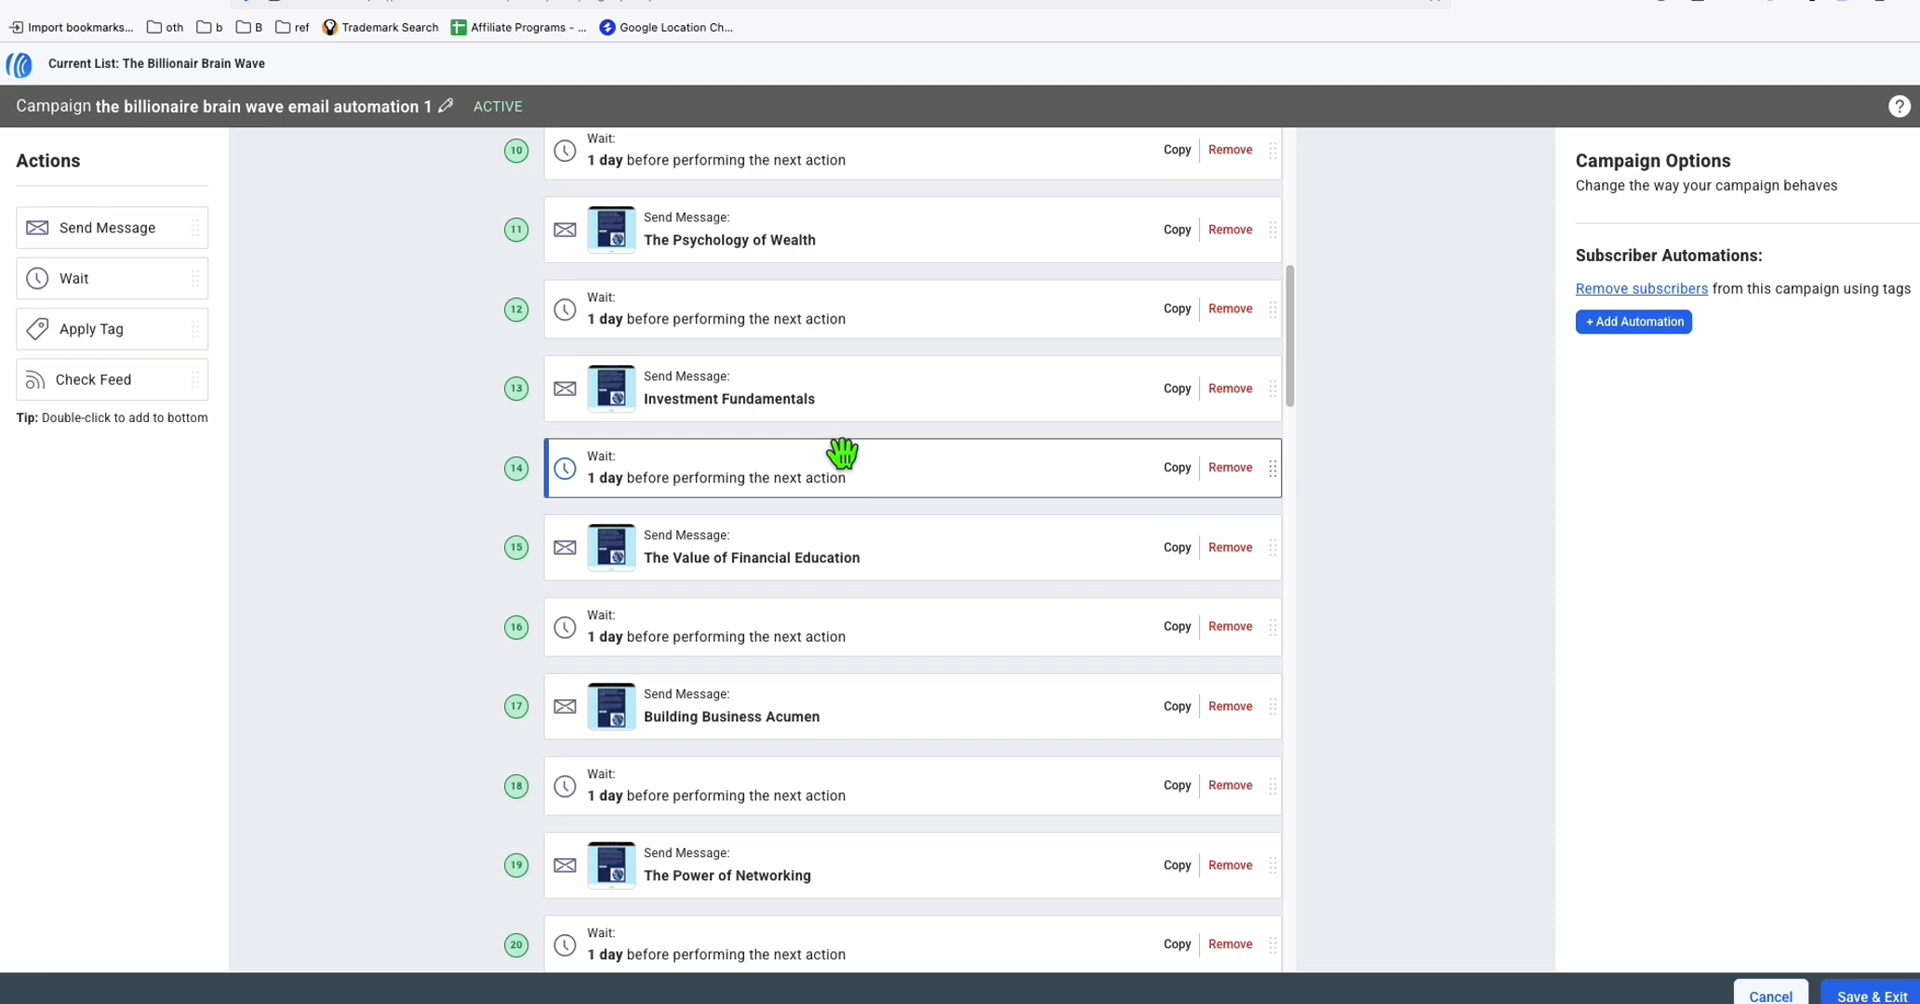 Import bookmarks... oth b B ref Trademark Search Affiliate Programs - ... Google Location Ch...
Current List: The Billionair Brain Wave
Campaign the billionaire brain wave email automation 1 ACTIVE ?
Actions
Send Message
Wait
Apply Tag
Check Feed
Tip: Double-click to add to bottom
10 Wait:
1 day before performing the next action Copy Remove
11 Send Message:
The Psychology of Wealth Copy Remove
12 Wait:
1 day before performing the next action Copy Remove
13 Send Message:
Investment Fundamentals Copy Remove
14 Wait:
1 day before performing the next action Copy Remove
15 Send Message:
The Value of Financial Education Copy Remove
16 Wait:
1 day before performing the next action Copy Remove
17 Send Message:
Building Business Acumen Copy Remove
18 Wait:
1 day before performing the next action Copy Remove
19 Send Message:
The Power of Networking Copy Remove
20 Wait:
1 day before performing the next action Copy Remove
Campaign Options
Change the way your campaign behaves
Subscriber Automations:
Remove subscribers from this campaign using tags
+ Add Automation
Cancel Save & Exit